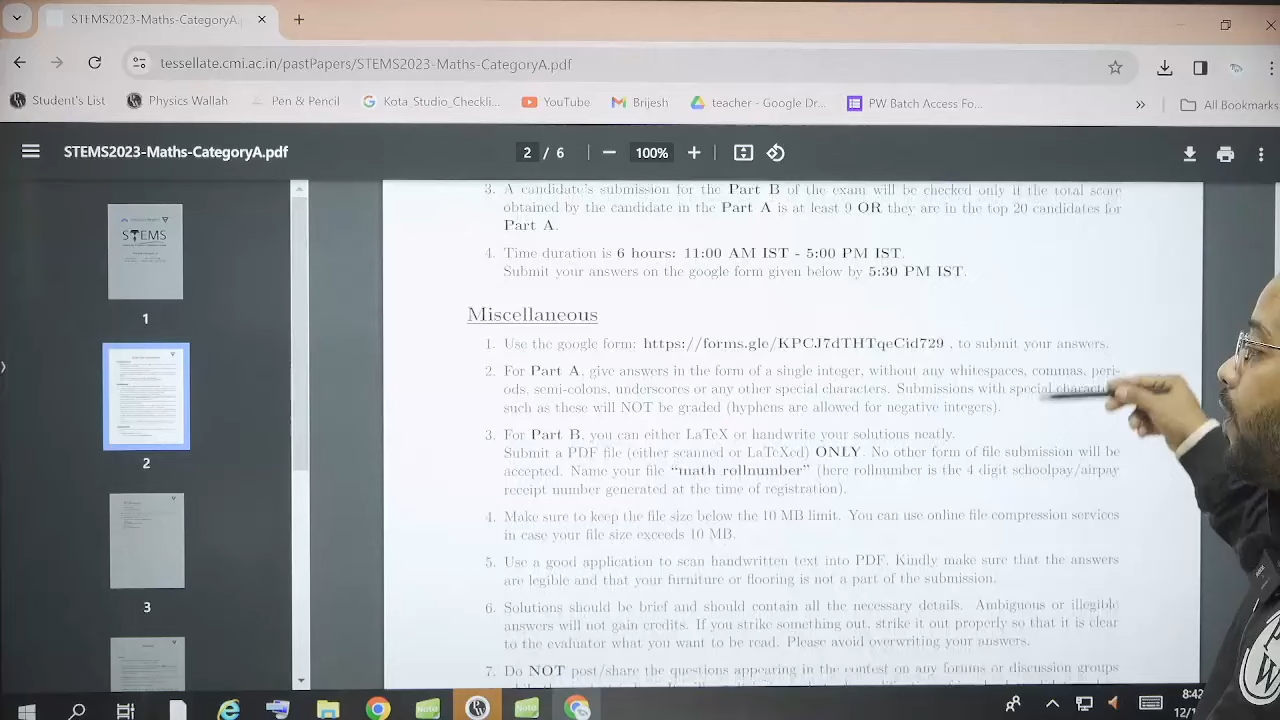 STEMS2023-Maths-CategoryA.p
tessellate.cmi.ac.in/pastPapers/STEMS2023-Maths-CategoryA.pdf
Student's List
Physics Wallah
Pen & Pencil
Kota Studio_Checkli...
YouTube
Brijesh
teacher - Google Dr...
PW Batch Access Fo...
»
All Bookmarks
STEMS2023-Maths-CategoryA.pdf
2 / 6
100%
3. A candidate's submission for the Part B of the exam will be checked only if the total score
obtained by the candidate in the Part A is at least 9 OR they are in the top 20 candidates for
Part A.
4. Time duration is 6 hours: 11:00 AM IST - 5:00 PM IST.
Submit your answers on the google form given below by 5:30 PM IST.
Miscellaneous
1. Use the google form: https://forms.gle/KPCJ7dTHTqeCid729 , to submit your answers.
2. For Part A, give answers in the form of a single integer, without any whitespaces, commas, peri-
ods, semicolons, underscores or any other special characters. Submissions with special characters
such as these will NOT be graded. Hyphens are allowed for negative integers.
3. For Part B, you can either LaTeX or handwrite your solutions neatly.
Submit a PDF file (either scanned or LaTeXed) ONLY. No other form of file submission will be
accepted. Name your file “math rollnumber” (here rollnumber is the 4 digit schoolpay/airpay
receipt number generated at the time of registration).
4. Make sure to keep the file size below the 10 MB limit. You can use online file compression services
in case your file size exceeds 10 MB.
5. Use a good application to scan handwritten text into PDF. Kindly make sure that the answers
are legible and that your furniture or flooring is not a part of the submission.
6. Solutions should be brief and should contain all the necessary details. Ambiguous or illegible
answers will not gain credits. If you strike something out, strike it out properly so that it is clear
to the evaluator what you want to be read. Please avoid overwriting your answers.
7. Do NOT share the questions appearing in the test on any forums or discussion groups
STEMS
1
2
3
8:42
12/1